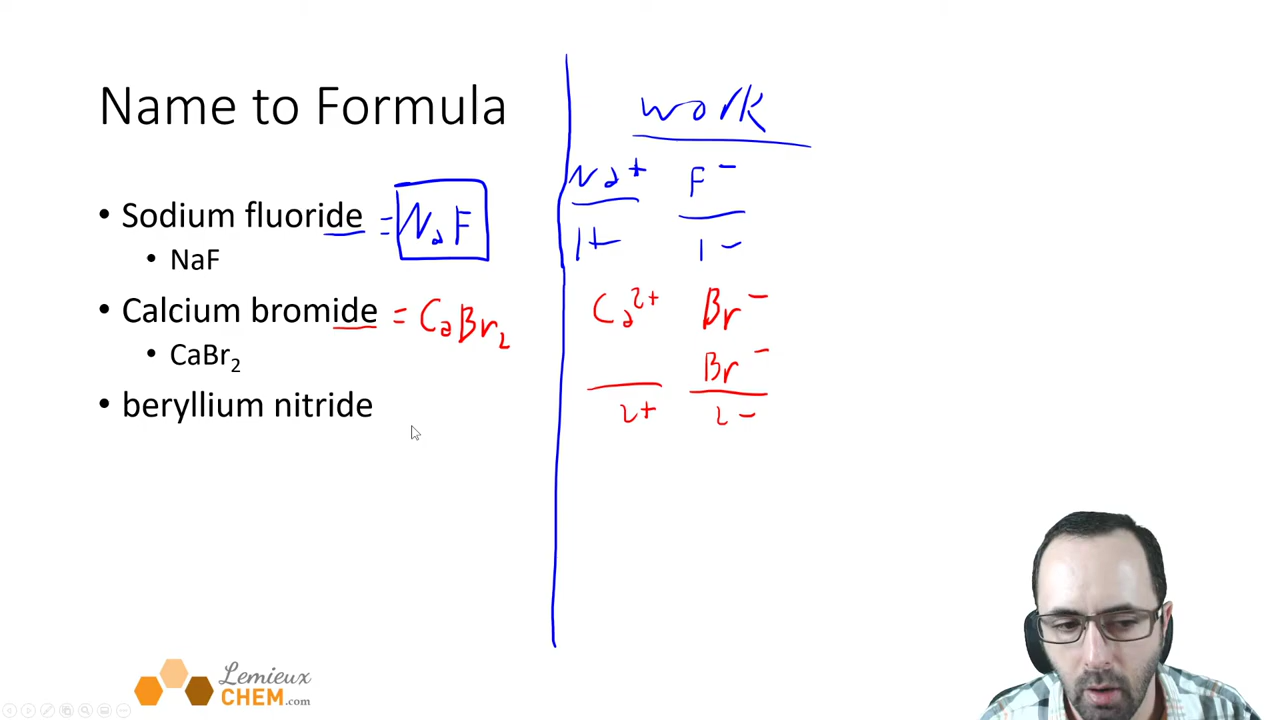 Name to Formula
• Sodium fluoride = NaF
• NaF
• Calcium bromide = CaBr₂
• CaBr₂
• beryllium nitride
work
Na⁺ F⁻
1+ 1-
Ca²⁺ Br⁻
Br⁻
2+ 2-
Lemieux
CHEM.com